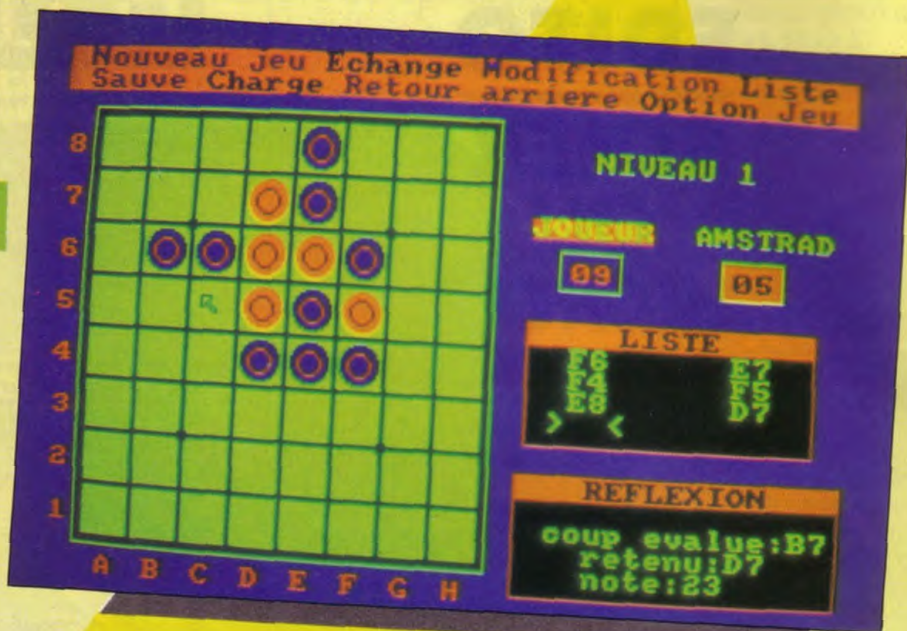 Nouveau jeu Echange Modification Liste
Sauve Charge Retour arriere Option Jeu
8
7
6
5
4
3
2
1
A B C D E F G H
NIVEAU 1
JOUEUR AMSTRAD
09 05
LISTE
F6 E7
F4 F5
E8 D7
> <
REFLEXION
coup evalue:B7
retenu:D7
note:23